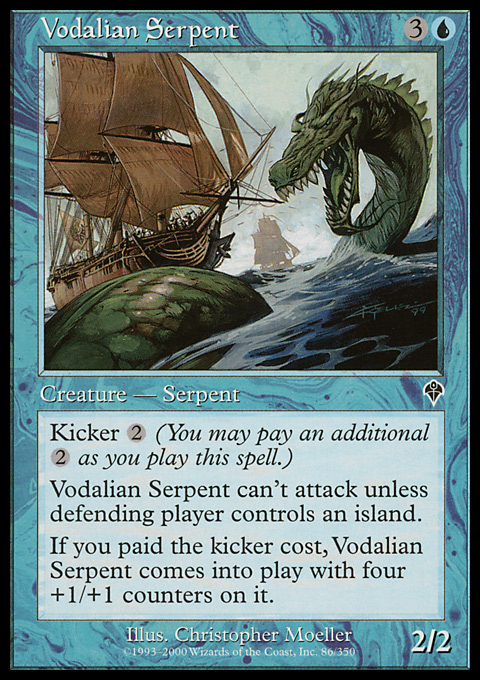 Vodalian Serpent 3
Creature — Serpent
Kicker 2 (You may pay an additional
2 as you play this spell.)
Vodalian Serpent can't attack unless
defending player controls an island.
If you paid the kicker cost, Vodalian
Serpent comes into play with four
+1/+1 counters on it.
Illus. Christopher Moeller
2/2
©1993-2000 Wizards of the Coast, Inc. 86/350